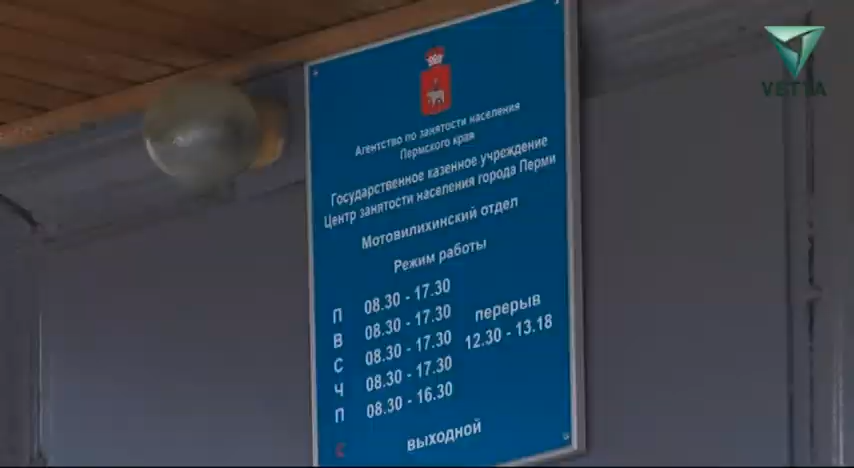 VETTA
Агентство по занятости населения
Пермского края
Государственное казенное учреждение
Центр занятости населения города Перми
Мотовилихинский отдел
Режим работы
П 08.30 - 17.30
В 08.30 - 17.30 перерыв
С 08.30 - 17.30 12.30 - 13.18
Ч 08.30 - 17.30
П 08.30 - 16.30
С выходной